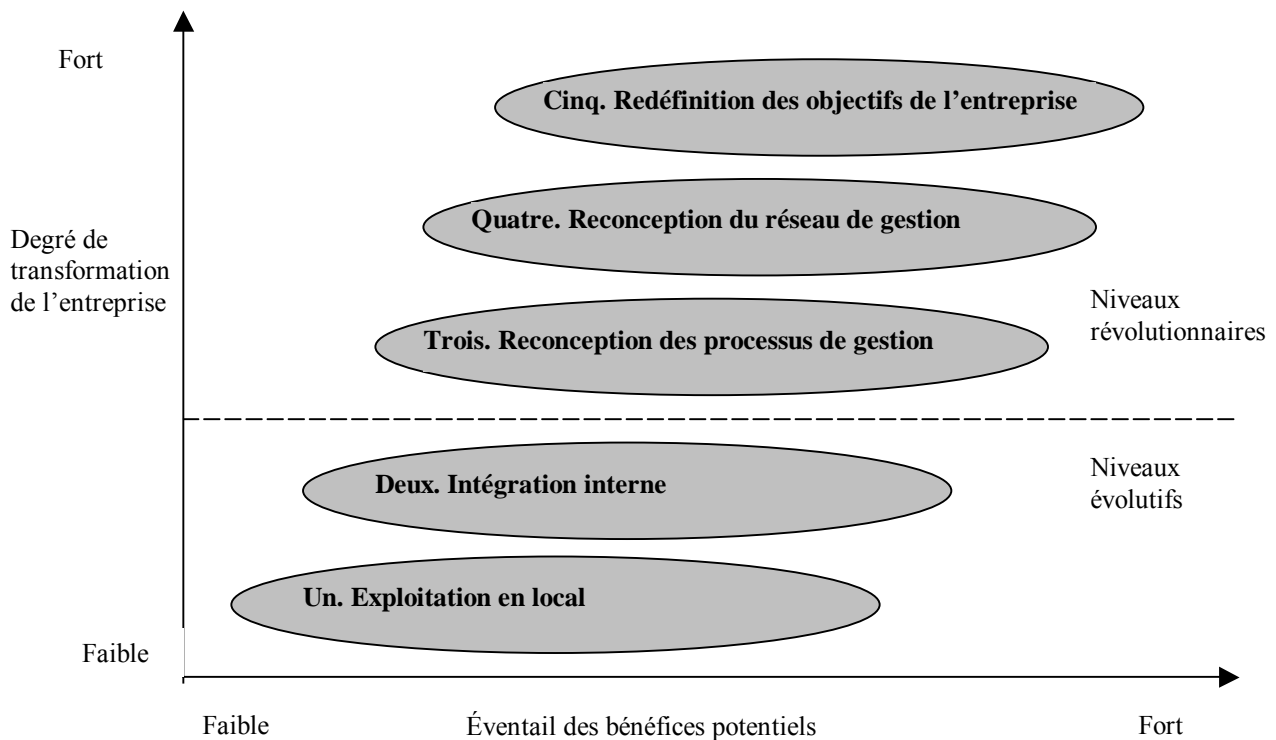 Fort
Cinq. Redéfinition des objectifs de l’entreprise
Quatre. Reconception du réseau de gestion
Degré de
transformation
de l’entreprise
Niveaux
révolutionnaires
Trois. Reconception des processus de gestion
Deux. Intégration interne
Niveaux
évolutifs
Un. Exploitation en local
Faible
Faible
Éventail des bénéfices potentiels
Fort